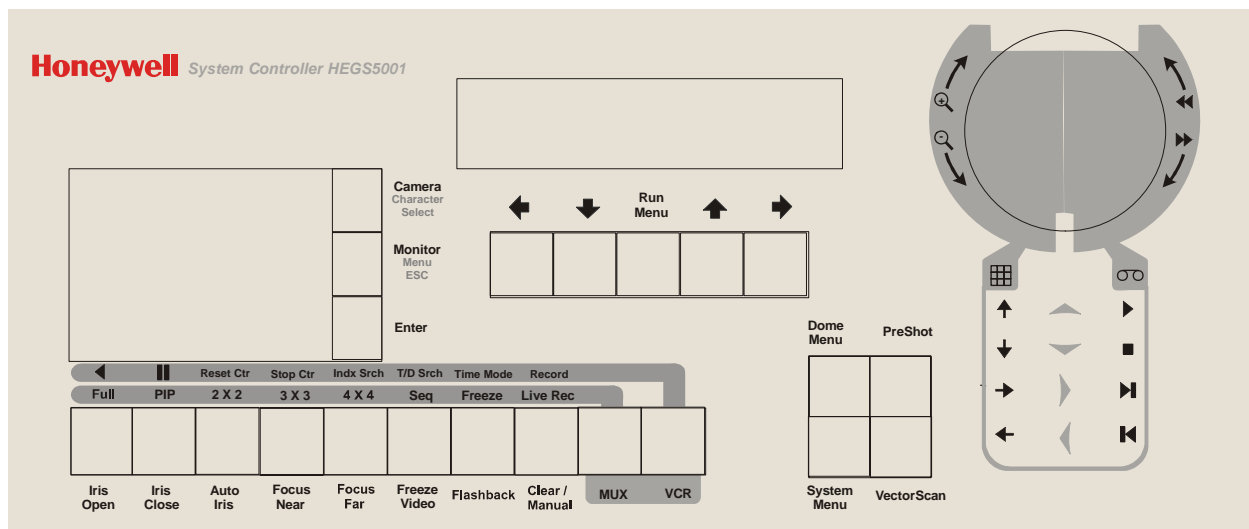 Honeywell System Controller HEGS5001
Camera
Character
Select
Run
Menu
Monitor
Menu
ESC
Enter
Dome
Menu
PreShot
Reset Ctr Stop Ctr Indx Srch T/D Srch Time Mode Record
Full PIP 2 X 2 3 X 3 4 X 4 Seq Freeze Live Rec
Iris
Open
Iris
Close
Auto
Iris
Focus
Near
Focus
Far
Freeze
Video
Flashback
Clear /
Manual
MUX
VCR
System
Menu
VectorScan